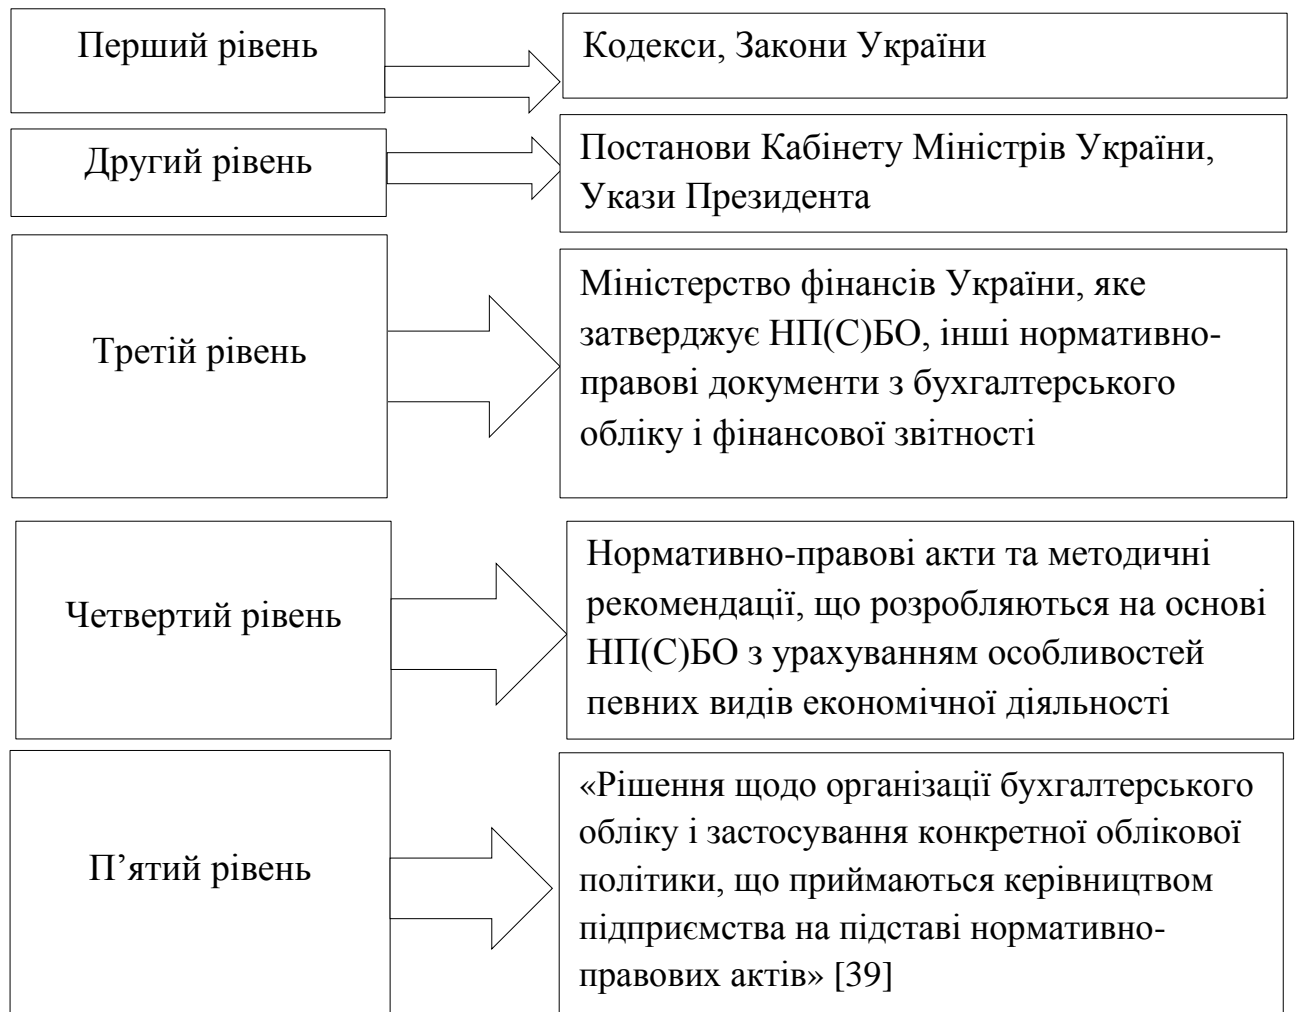 Перший рівень
Кодекси, Закони України
Другий рівень
Постанови Кабінету Міністрів України,
Укази Президента
Третій рівень
Міністерство фінансів України, яке
затверджує НП(С)БО, інші нормативно-
правові документи з бухгалтерського
обліку і фінансової звітності
Четвертий рівень
Нормативно-правові акти та методичні
рекомендації, що розробляються на основі
НП(С)БО з урахуванням особливостей
певних видів економічної діяльності
П’ятий рівень
«Рішення щодо організації бухгалтерського
обліку і застосування конкретної облікової
політики, що приймаються керівництвом
підприємства на підставі нормативно-
правових актів» [39]